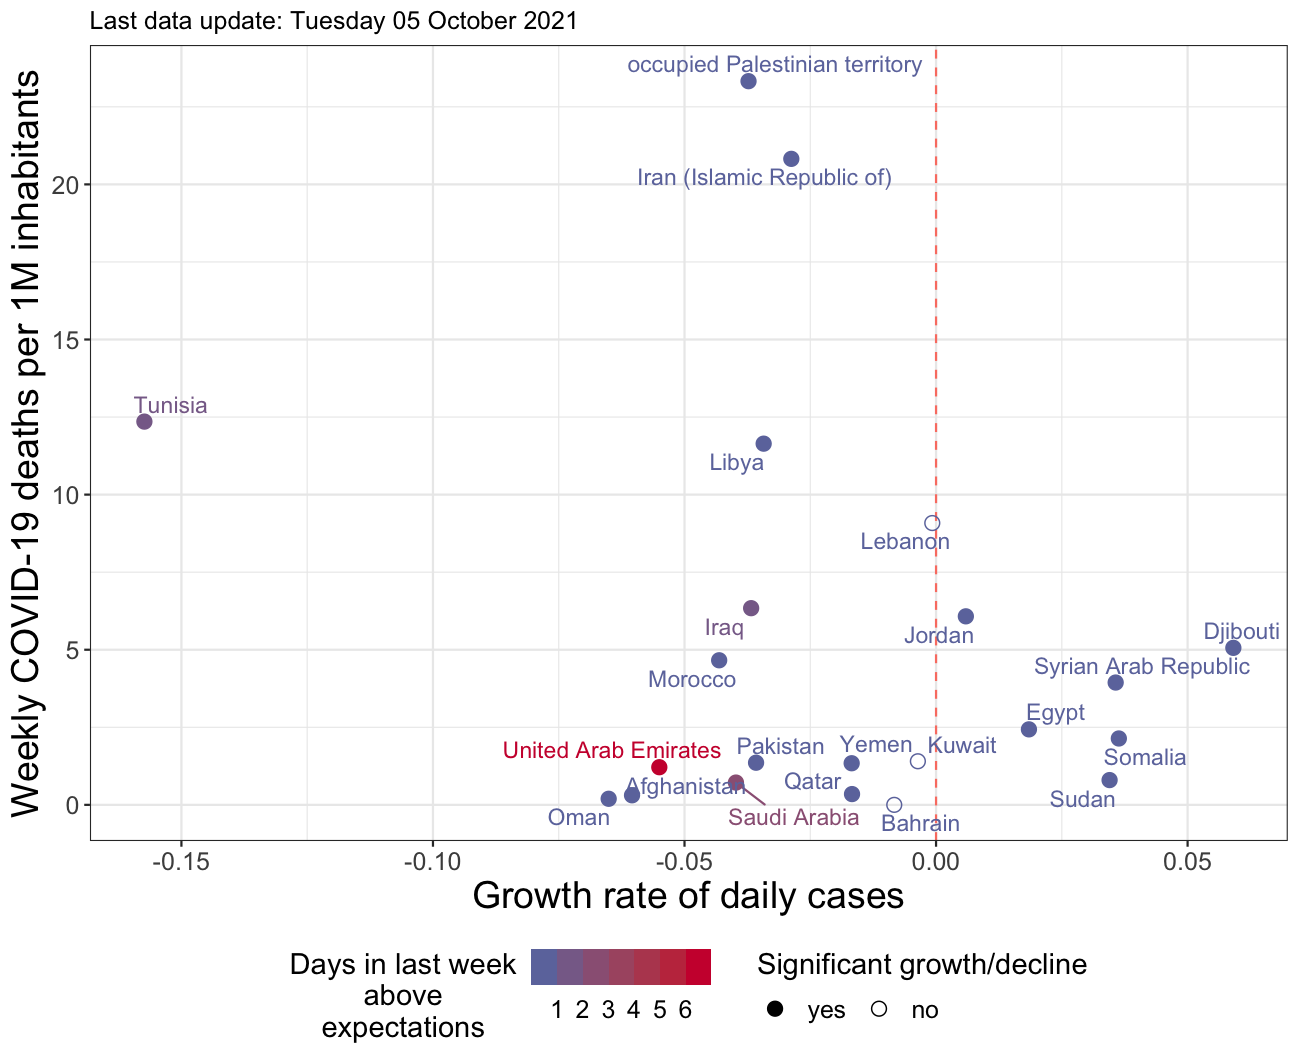 Last data update: Tuesday 05 October 2021
Weekly COVID-19 deaths per 1M inhabitants
occupied Palestinian territory
Iran (Islamic Republic of)
20
15
Tunisia
Libya
10
Lebanon
Iraq
Jordan
Djibouti
5
Syrian Arab Republic
Morocco
Egypt
United Arab Emirates
Pakistan
Yemen
Kuwait
Somalia
Afghanistan
Qatar
Sudan
0
Oman
Saudi Arabia
Bahrain
-0.15 -0.10 -0.05 0.00 0.05
Growth rate of daily cases
Days in last week
above
expectations
1 2 3 4 5 6
Significant growth/decline
yes no